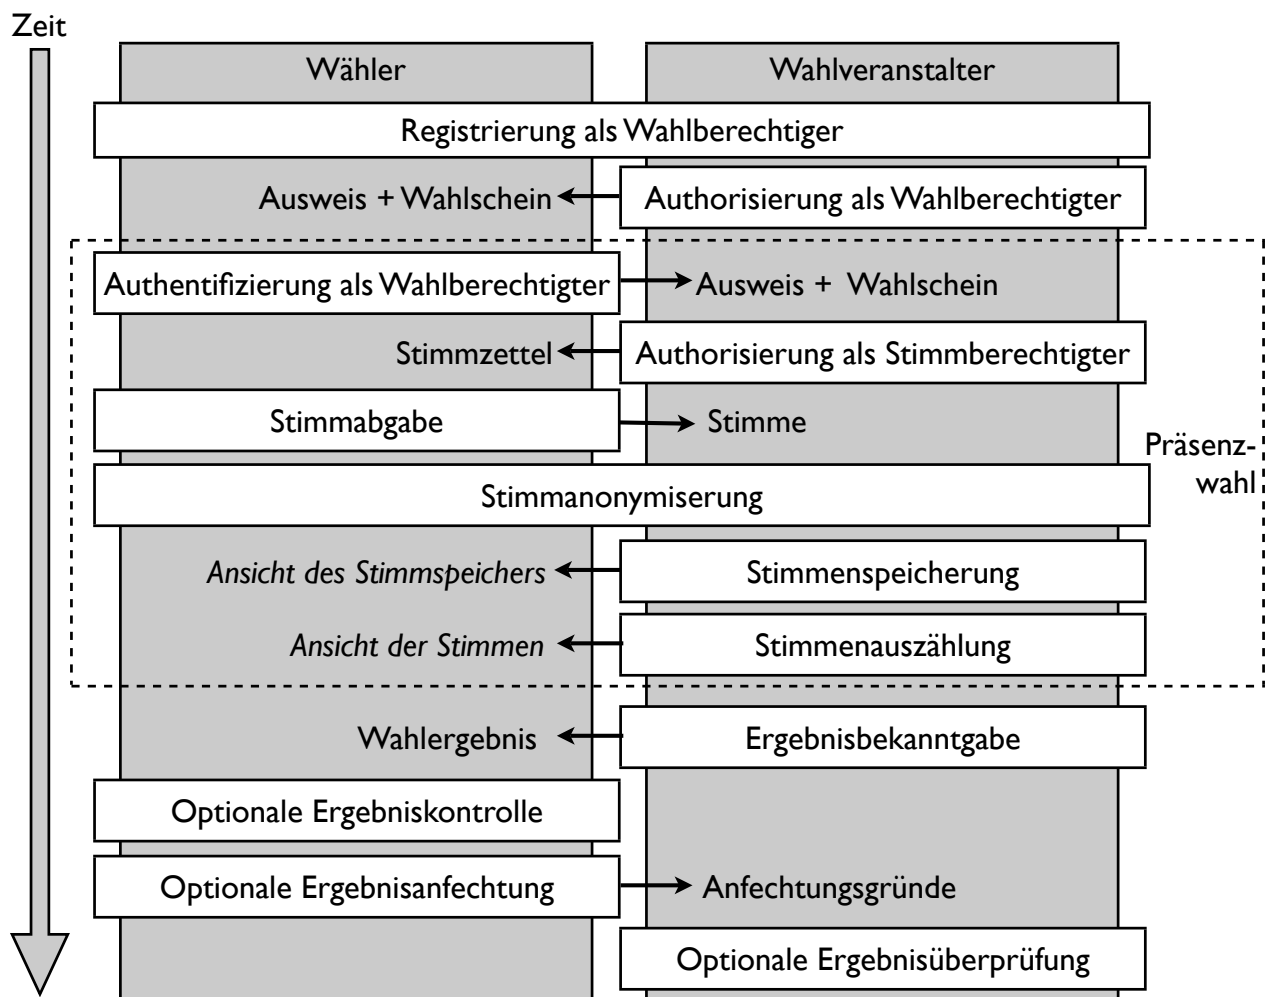 Zeit
Wähler
Wahlveranstalter
Registrierung als Wahlberechtiger
Ausweis + Wahlschein
Authorisierung als Wahlberechtigter
Authentifizierung als Wahlberechtigter
Ausweis + Wahlschein
Stimmzettel
Authorisierung als Stimmberechtigter
Stimmabgabe
Stimme
Präsenz-
wahl
Stimmanonymiserung
Ansicht des Stimmspeichers
Stimmenspeicherung
Ansicht der Stimmen
Stimmenauszählung
Wahlergebnis
Ergebnisbekanntgabe
Optionale Ergebniskontrolle
Optionale Ergebnisanfechtung
Anfechtungsgründe
Optionale Ergebnisüberprüfung